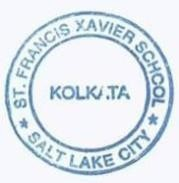 ST. FRANCIS XAVIER SCHOOL
KOLKATA
SALT LAKE CITY